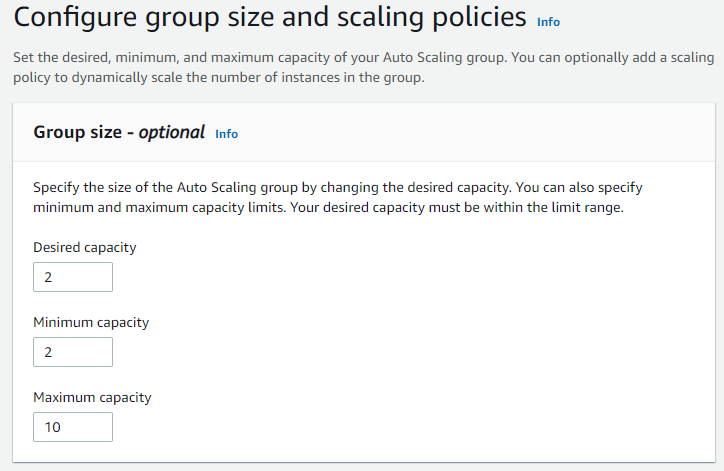 Configure group size and scaling policies Info
Set the desired, minimum, and maximum capacity of your Auto Scaling group. You can optionally add a scaling
policy to dynamically scale the number of instances in the group.
Group size - optional Info
Specify the size of the Auto Scaling group by changing the desired capacity. You can also specify
minimum and maximum capacity limits. Your desired capacity must be within the limit range.
Desired capacity
2
Minimum capacity
2
Maximum capacity
10